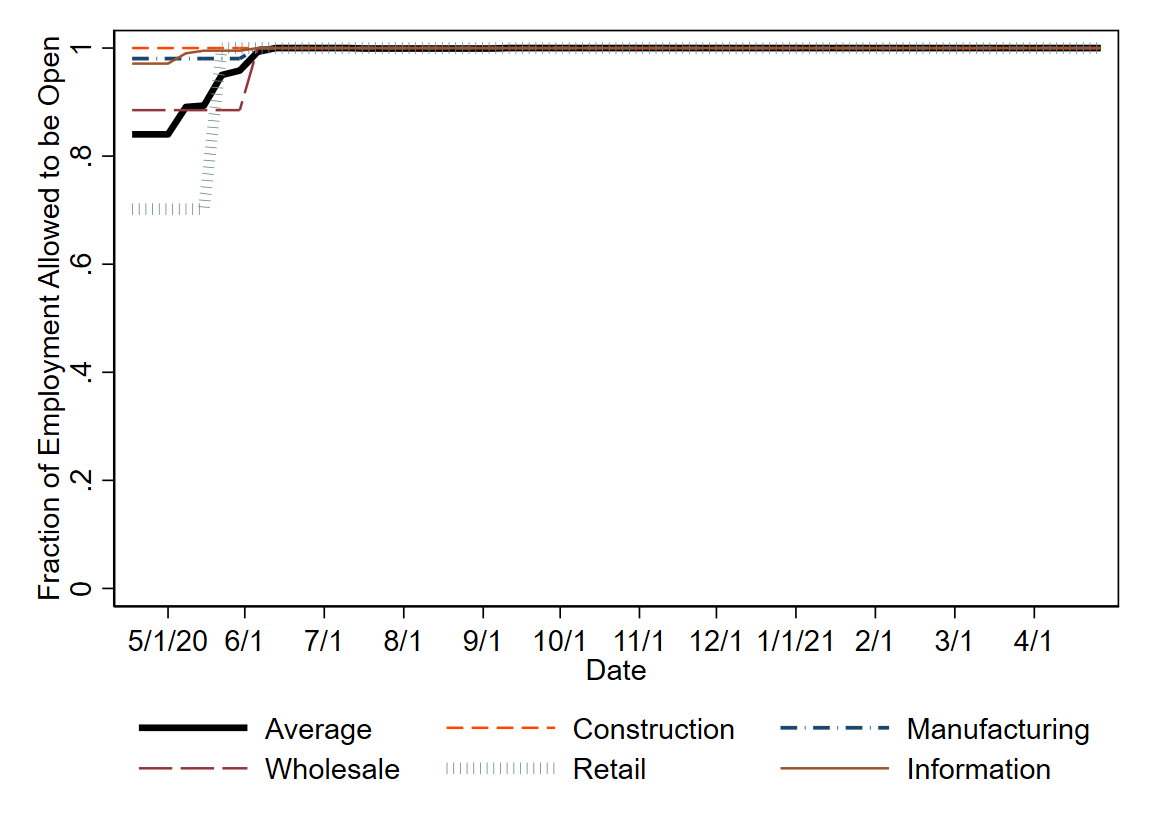 Fraction of Employment Allowed to be Open
1
.8
.6
.4
.2
0
5/1/20 6/1 7/1 8/1 9/1 10/1 11/1 12/1 1/1/21 2/1 3/1 4/1
Date
Average Construction Manufacturing
Wholesale Retail Information